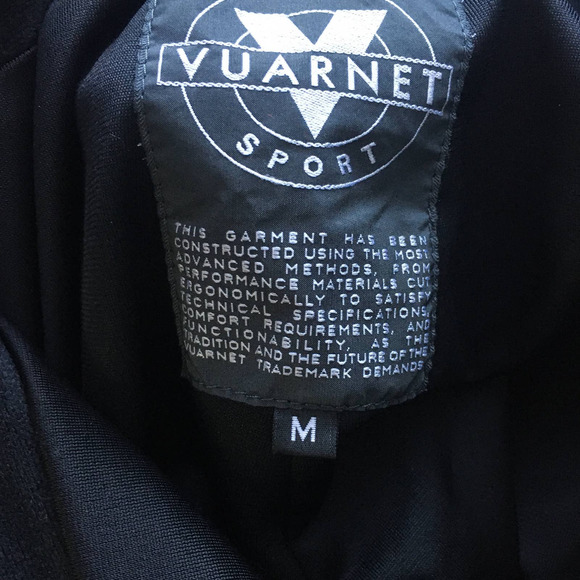 VUARNET
SPORT
THIS GARMENT HAS BEEN
CONSTRUCTED USING THE MOST
ADVANCED METHODS, FROM
PERFORMANCE MATERIALS CUT
ERGONOMICALLY TO SATISFY
TECHNICAL SPECIFICATIONS,
COMFORT REQUIREMENTS, AND
FUNCTIONABILITY, AS THE
TRADITION AND THE FUTURE OF THE
VUARNET TRADEMARK DEMANDS
M